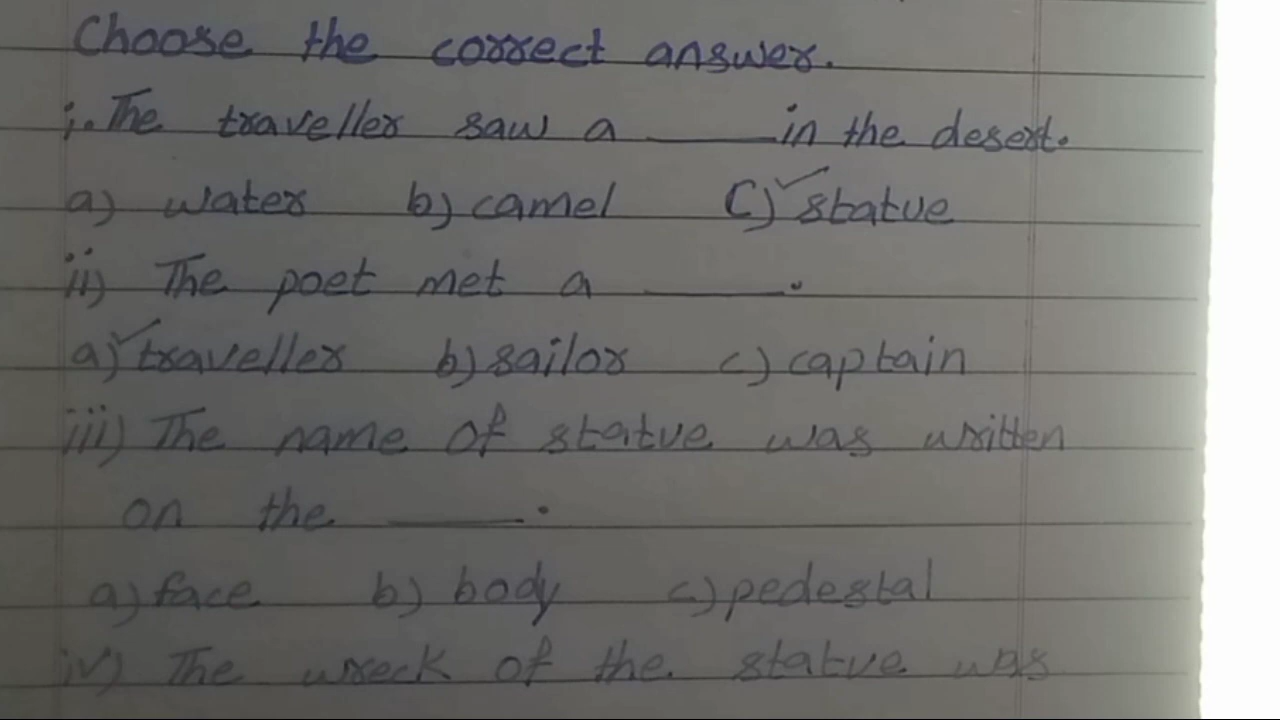 Choose the correct answer.
i. The traveller saw a ______ in the desert.
a) water b) camel C) ✓statue
ii) The poet met a ______.
a) ✓traveller b) sailor c) captain
iii) The name of statue was written
on the ______.
a) face b) body c) pedestal
iv) The wreck of the statue was